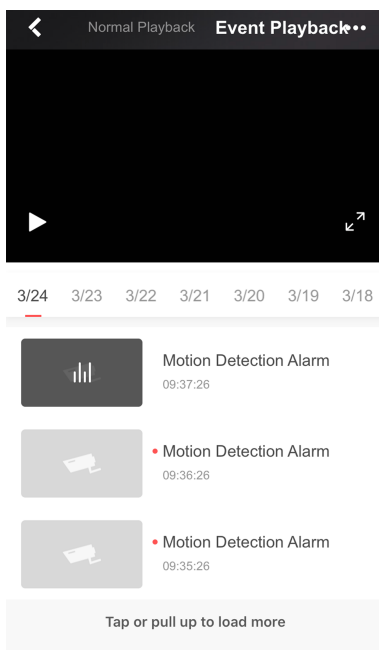 Normal Playback Event Playback
3/24 3/23 3/22 3/21 3/20 3/19 3/18
Motion Detection Alarm
09:37:26
Motion Detection Alarm
09:36:26
Motion Detection Alarm
09:35:26
Tap or pull up to load more